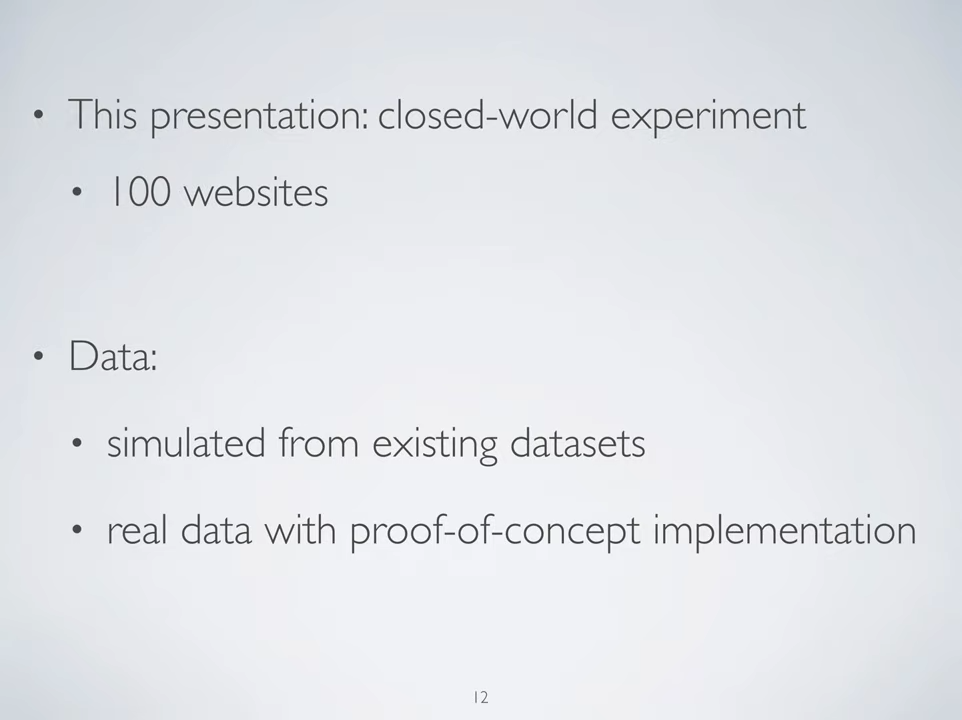 • This presentation: closed-world experiment
• 100 websites
• Data:
• simulated from existing datasets
• real data with proof-of-concept implementation
12